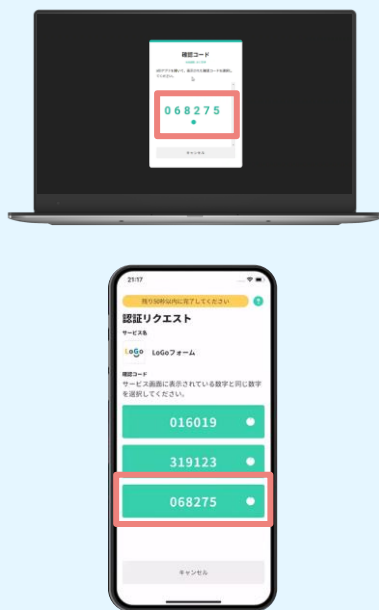 確認コード
068275
キャンセル
21:17
残り50秒以内に完了してください
?
認証リクエスト
サービス名
LoGo
LoGoフォーム
確認コード
サービス画面に表示されている数字と同じ数字
を選択してください。
016019
319123
068275
キャンセル